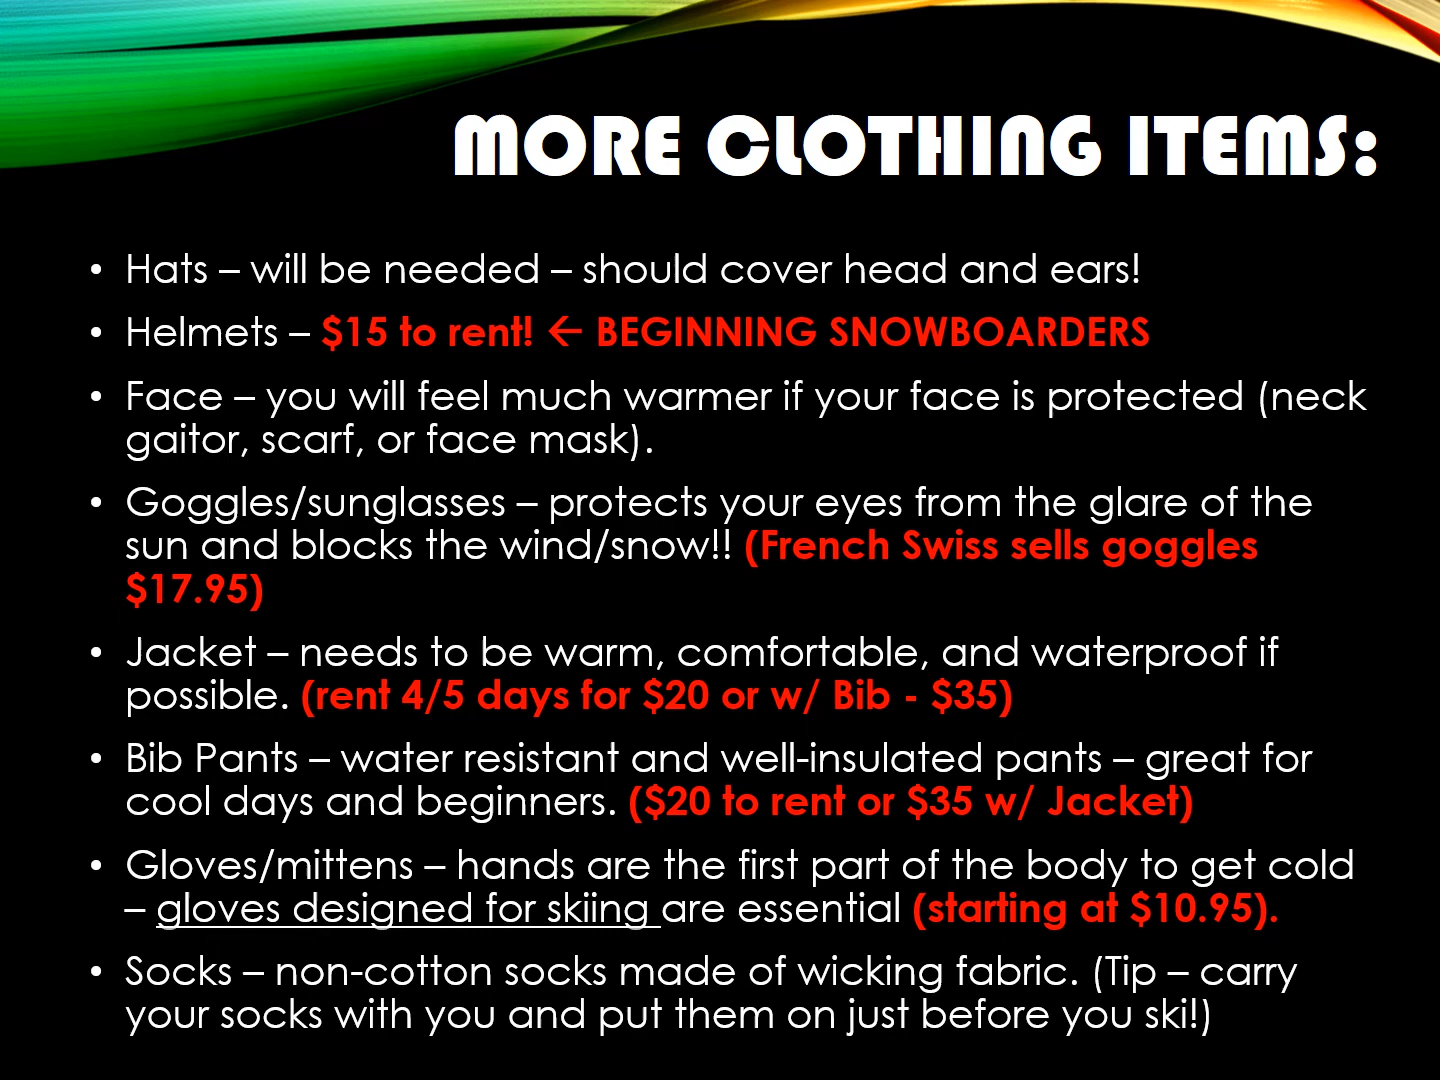 MORE CLOTHING ITEMS:
• Hats – will be needed – should cover head and ears!
• Helmets – $15 to rent! ← BEGINNING SNOWBOARDERS
• Face – you will feel much warmer if your face is protected (neck
gaitor, scarf, or face mask).
• Goggles/sunglasses – protects your eyes from the glare of the
sun and blocks the wind/snow!! (French Swiss sells goggles
$17.95)
• Jacket – needs to be warm, comfortable, and waterproof if
possible. (rent 4/5 days for $20 or w/ Bib - $35)
• Bib Pants – water resistant and well-insulated pants – great for
cool days and beginners. ($20 to rent or $35 w/ Jacket)
• Gloves/mittens – hands are the first part of the body to get cold
– gloves designed for skiing are essential (starting at $10.95).
• Socks – non-cotton socks made of wicking fabric. (Tip – carry
your socks with you and put them on just before you ski!)